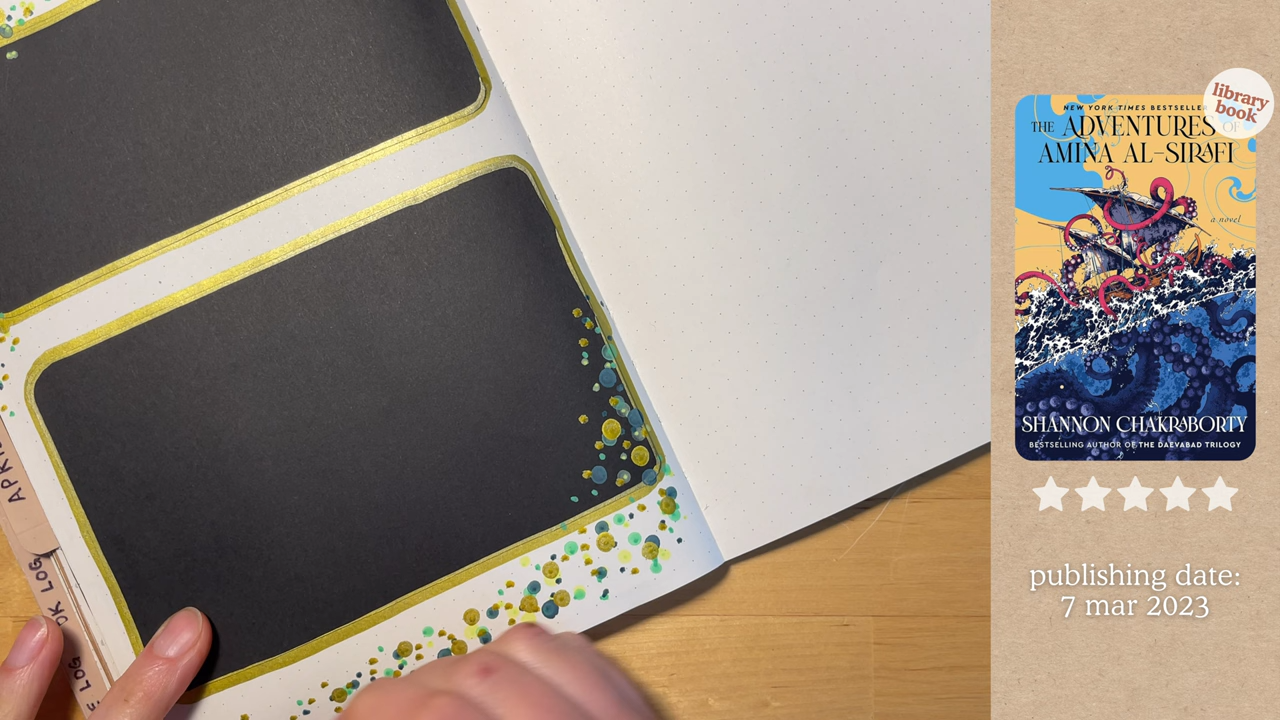 APRIL
OK LOG
S LOG
library
book
NEW YORK TIMES BESTSELLER
THE ADVENTURES OF
AMINA AL-SIRAFI
a novel
SHANNON CHAKRABORTY
BESTSELLING AUTHOR OF THE DAEVABAD TRILOGY
publishing date:
7 mar 2023